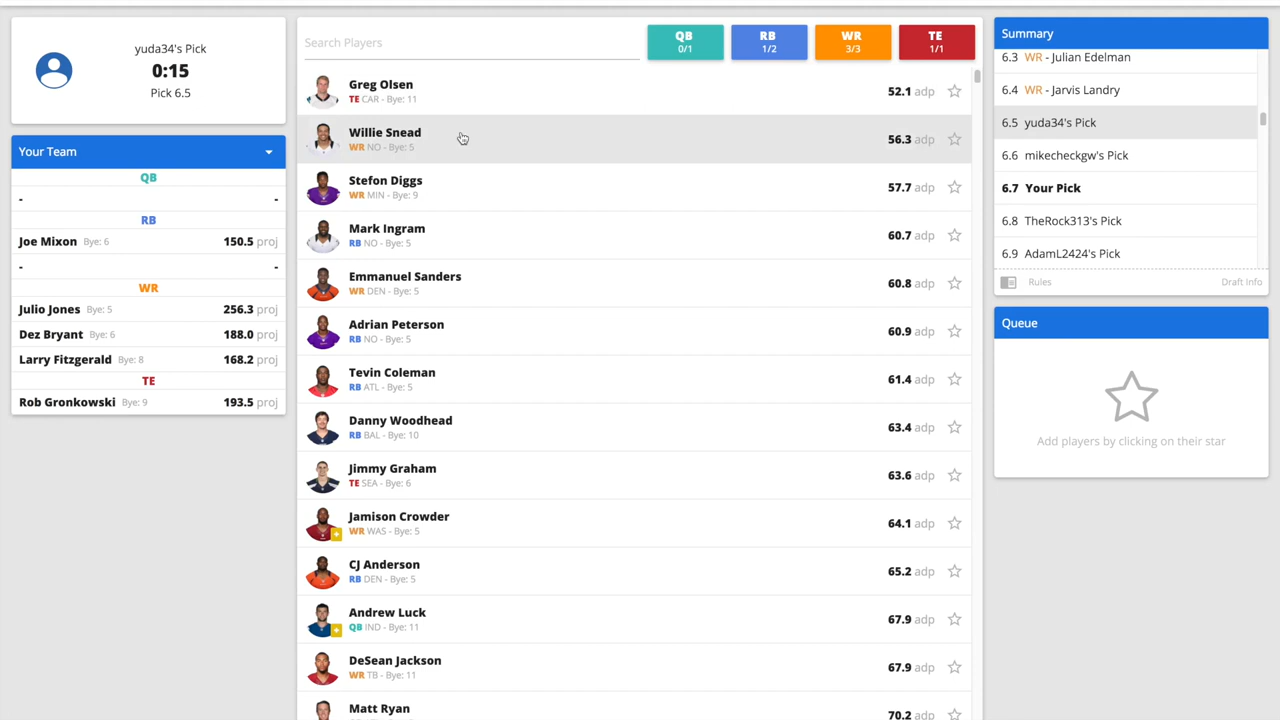 yuda34's Pick
0:15
Pick 6.5
Your Team
QB
- -
RB
Joe Mixon Bye: 6 150.5 proj
- -
WR
Julio Jones Bye: 5 256.3 proj
Dez Bryant Bye: 6 188.0 proj
Larry Fitzgerald Bye: 8 168.2 proj
TE
Rob Gronkowski Bye: 9 193.5 proj
Search Players
QB
0/1
RB
1/2
WR
3/3
TE
1/1
Greg Olsen
TE CAR - Bye: 11
52.1 adp
Willie Snead
WR NO - Bye: 5
56.3 adp
Stefon Diggs
WR MIN - Bye: 9
57.7 adp
Mark Ingram
RB NO - Bye: 5
60.7 adp
Emmanuel Sanders
WR DEN - Bye: 5
60.8 adp
Adrian Peterson
RB NO - Bye: 5
60.9 adp
Tevin Coleman
RB ATL - Bye: 5
61.4 adp
Danny Woodhead
RB BAL - Bye: 10
63.4 adp
Jimmy Graham
TE SEA - Bye: 6
63.6 adp
Jamison Crowder
WR WAS - Bye: 5
64.1 adp
CJ Anderson
RB DEN - Bye: 5
65.2 adp
Andrew Luck
QB IND - Bye: 11
67.9 adp
DeSean Jackson
WR TB - Bye: 11
67.9 adp
Matt Ryan
70.2 adp
Summary
6.3 WR - Julian Edelman
6.4 WR - Jarvis Landry
6.5 yuda34's Pick
6.6 mikecheckgw's Pick
6.7 Your Pick
6.8 TheRock313's Pick
6.9 AdamL2424's Pick
Rules Draft Info
Queue
Add players by clicking on their star